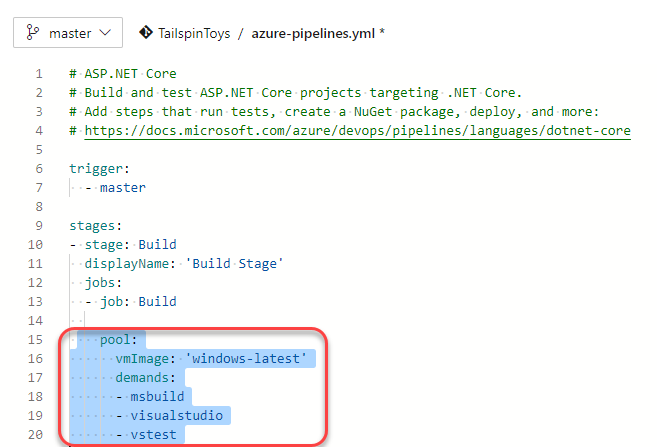 master TailspinToys / azure-pipelines.yml *
1 # ASP.NET Core
2 # Build and test ASP.NET Core projects targeting .NET Core.
3 # Add steps that run tests, create a NuGet package, deploy, and more:
4 # https://docs.microsoft.com/azure/devops/pipelines/languages/dotnet-core
5
6 trigger:
7   - master
8
9 stages:
10 - stage: Build
11   displayName: 'Build Stage'
12   jobs:
13   - job: Build
14
15     pool:
16       vmImage: 'windows-latest'
17       demands:
18       - msbuild
19       - visualstudio
20       - vstest